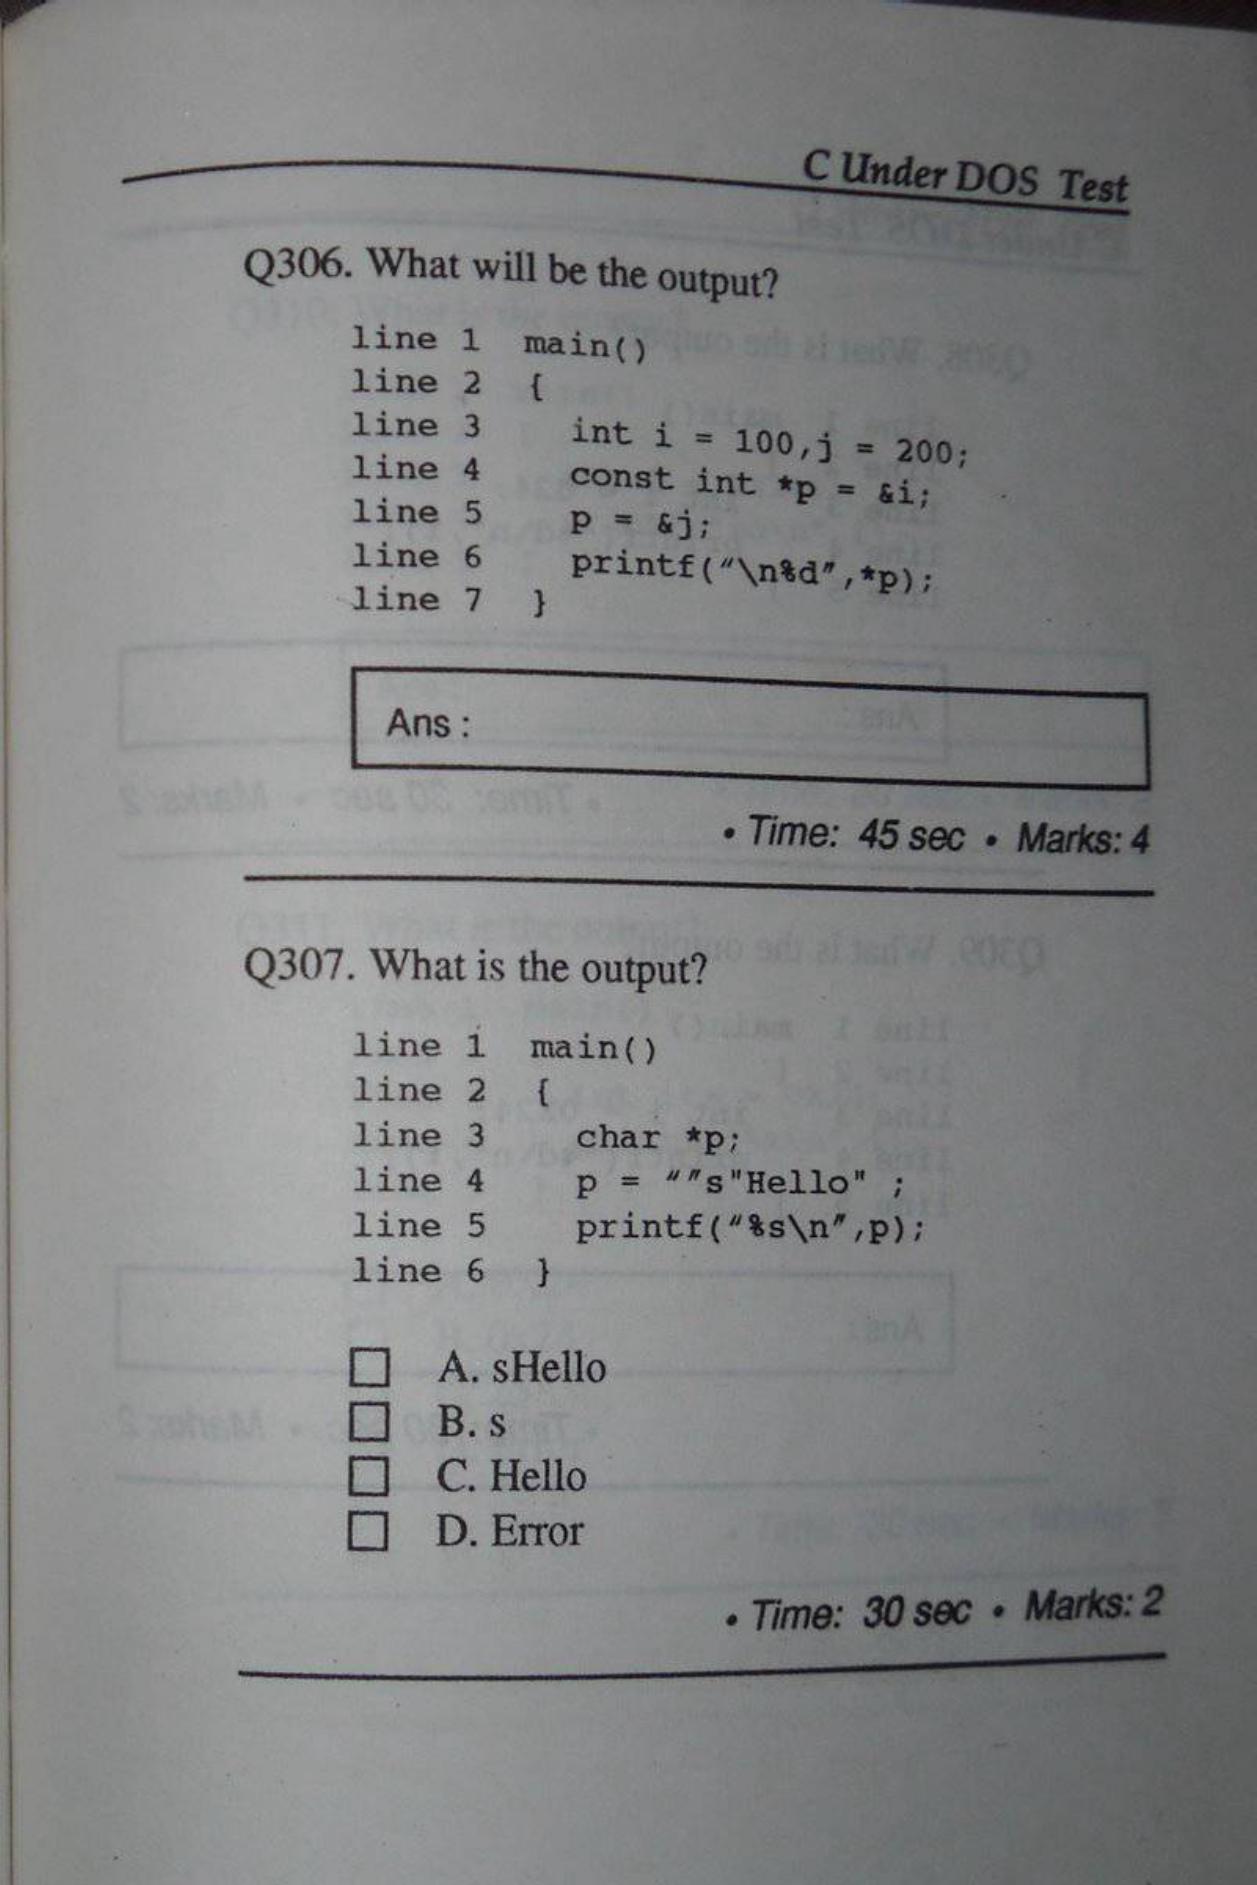 C Under DOS Test
Q306. What will be the output?
line 1 main()
line 2 {
line 3 int i = 100,j = 200;
line 4 const int *p = &i;
line 5 p = &j;
line 6 printf(“\n%d”,*p);
line 7 }
Ans :
• Time: 45 sec • Marks: 4
Q307. What is the output?
line 1 main()
line 2 {
line 3 char *p;
line 4 p = “”s"Hello" ;
line 5 printf(“%s\n”,p);
line 6 }
A. sHello
B. s
C. Hello
D. Error
• Time: 30 sec • Marks: 2